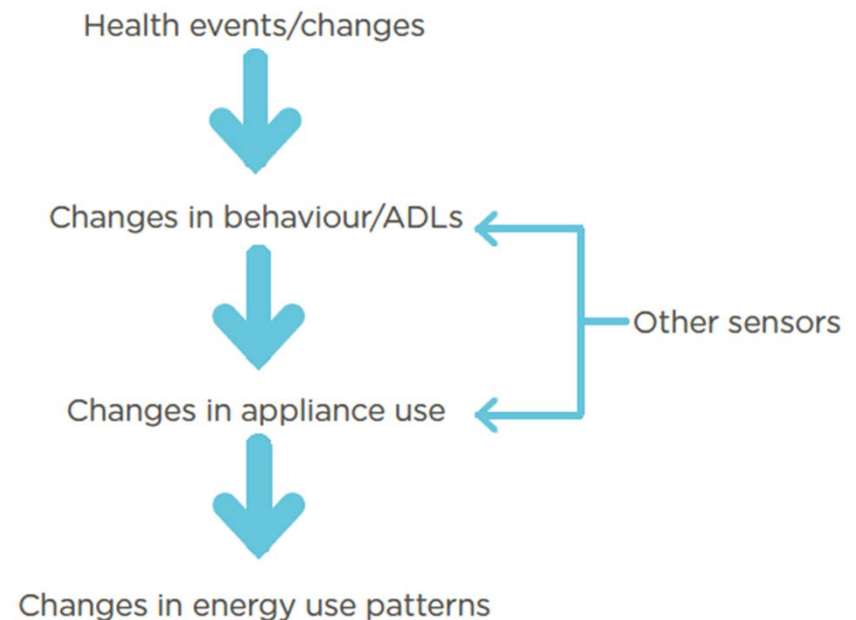 Health events/changes
Changes in behaviour/ADLs
Other sensors
Changes in appliance use
Changes in energy use patterns